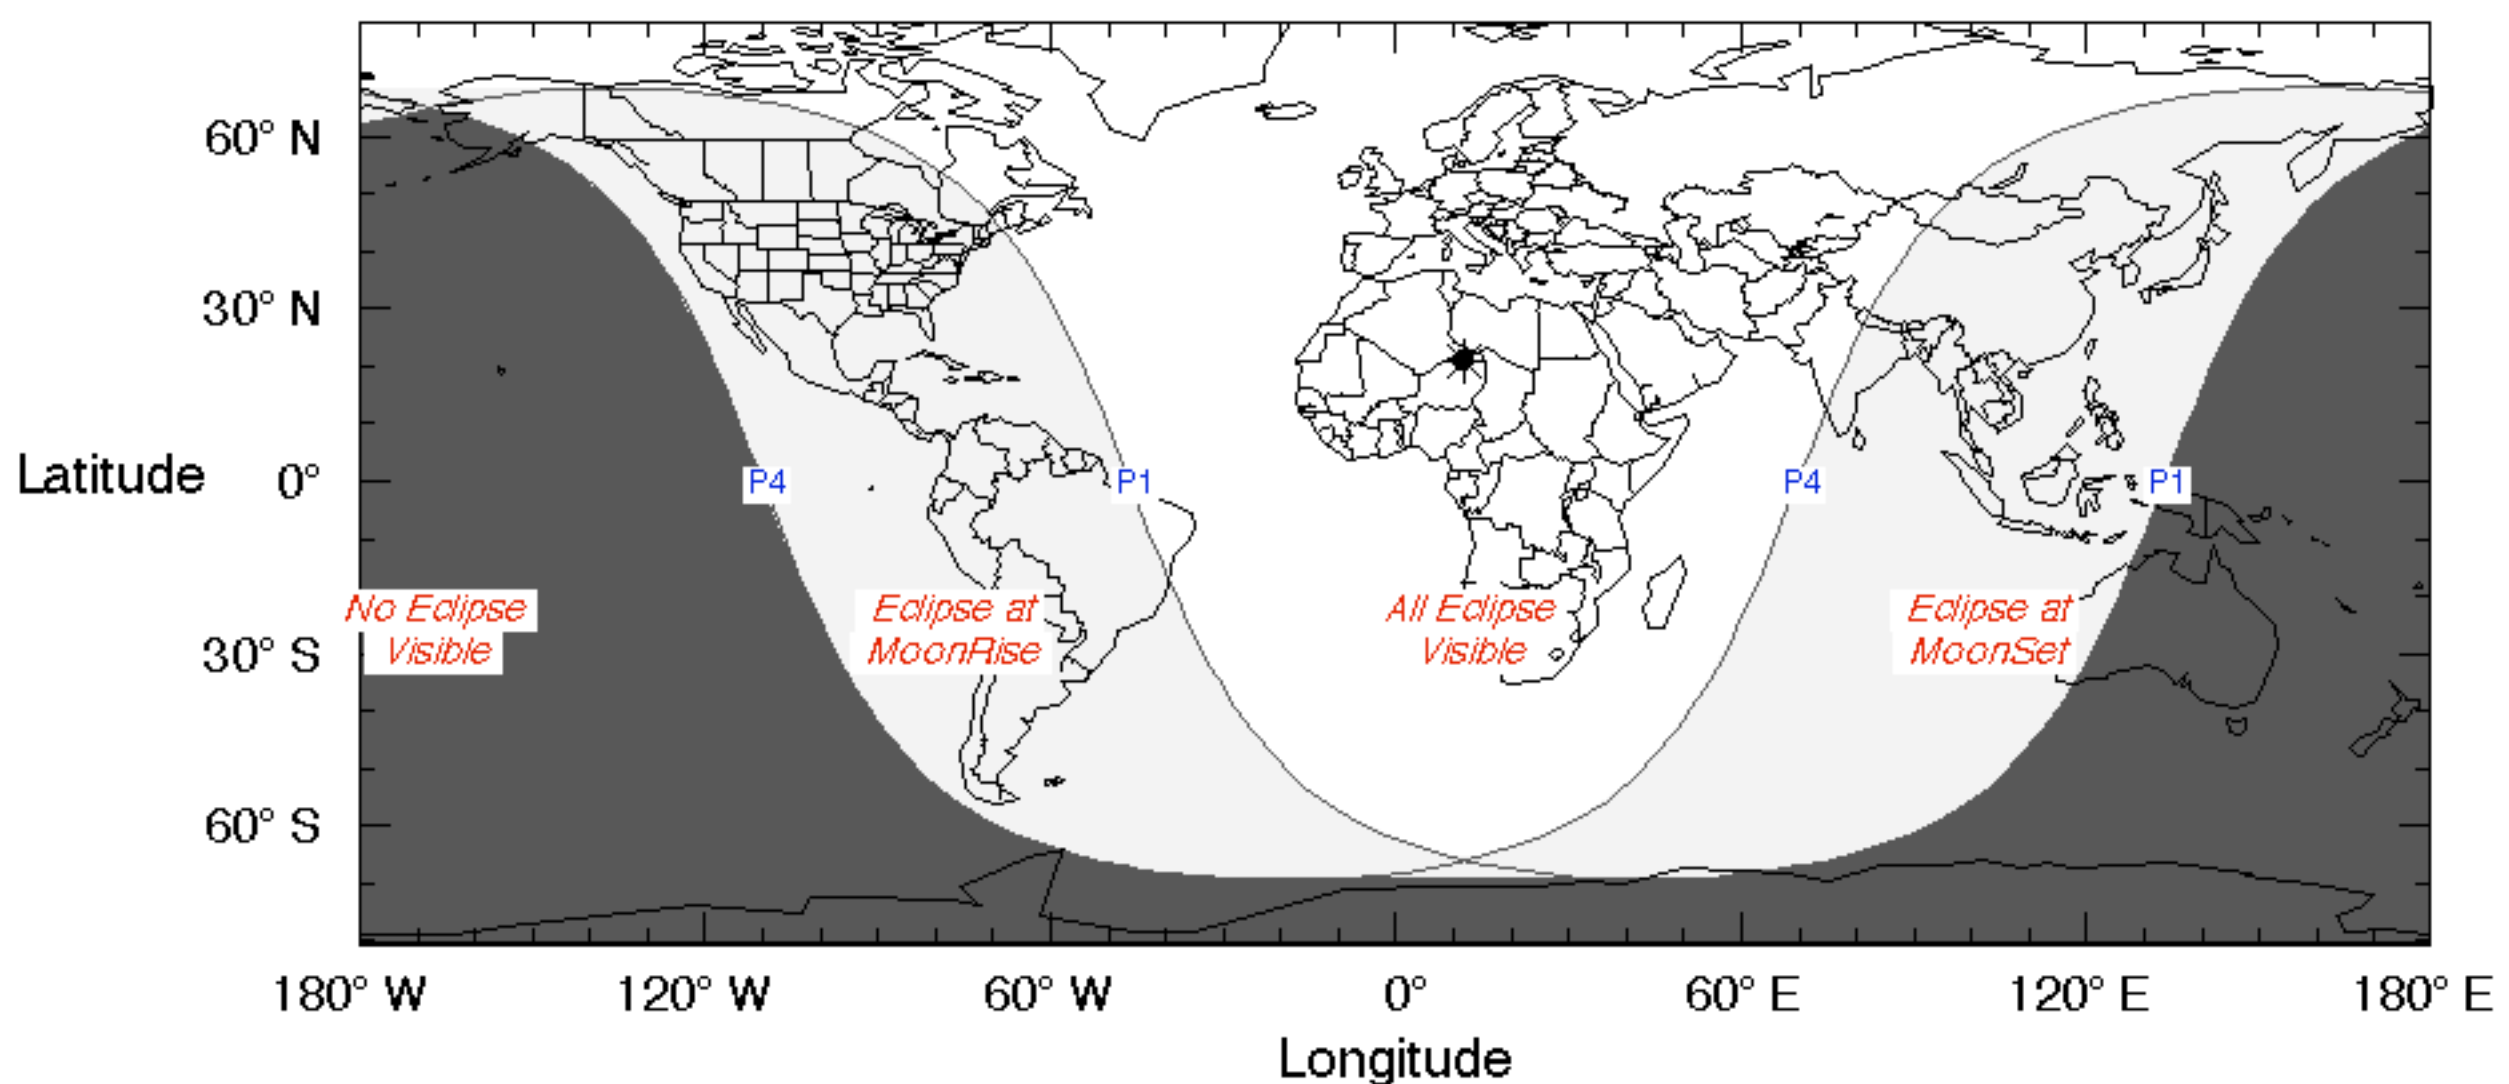 60° N
30° N
Latitude 0°
P4 P1 P4 P1
No Eclipse Visible
Eclipse at MoonRise
All Eclipse Visible
Eclipse at MoonSet
30° S
60° S
180° W 120° W 60° W 0° 60° E 120° E 180° E
Longitude